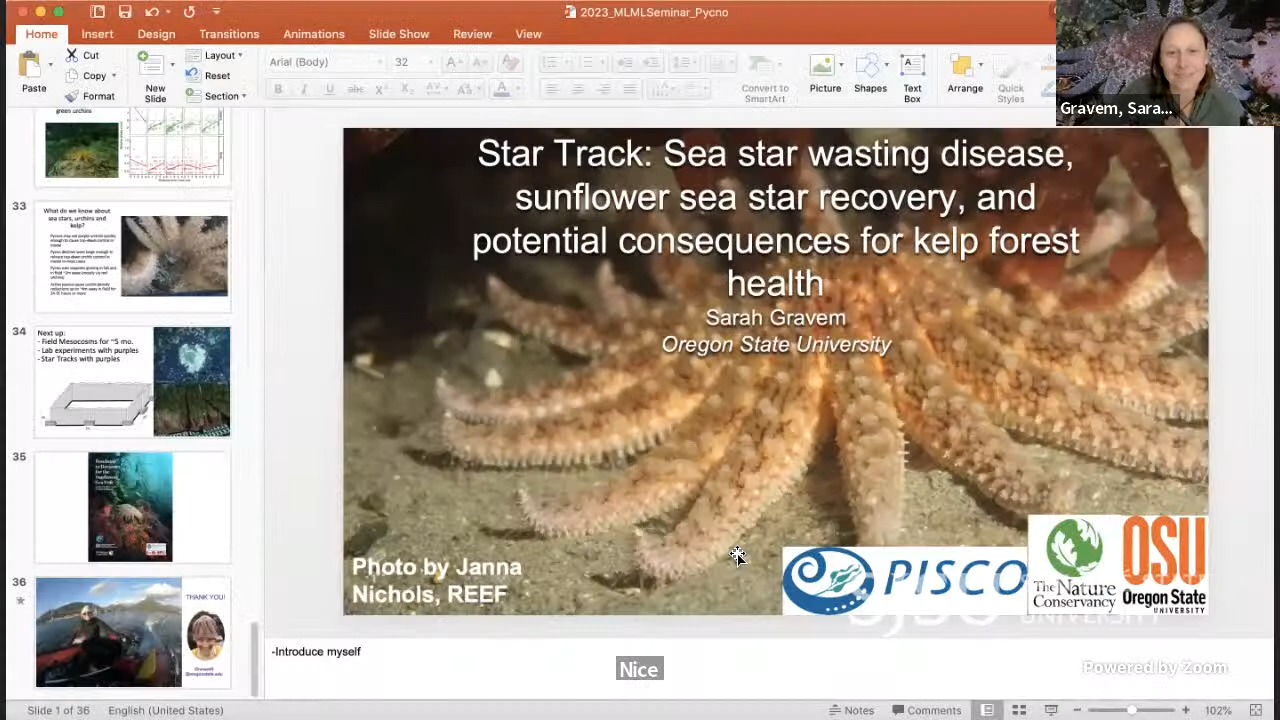 2023_MLMLSeminar_Pycno
Home Insert Design Transitions Animations Slide Show Review View
Paste
Cut
Copy
Format
New Slide
Layout
Reset
Section
Arial (Body) 32
Convert to SmartArt
Picture
Shapes
Text Box
Arrange
Quick Styles
Gravem, Sara...
green urchins
33
What do we know about
sea stars, urchins and
kelp?
34
Next up:
- Field Mesocosms for ~5 mo.
- Lab experiments with purples
- Star Tracks with purples
35
36
THANK YOU!
Star Track: Sea star wasting disease,
sunflower sea star recovery, and
potential consequences for kelp forest
health
Sarah Gravem
Oregon State University
Photo by Janna
Nichols, REEF
PISCO
The Nature
Conservancy
OSU
Oregon State
UNIVERSITY
UNIVERSITY
-Introduce myself
Nice
Powered by Zoom
Slide 1 of 36 English (United States)
Notes Comments 102%